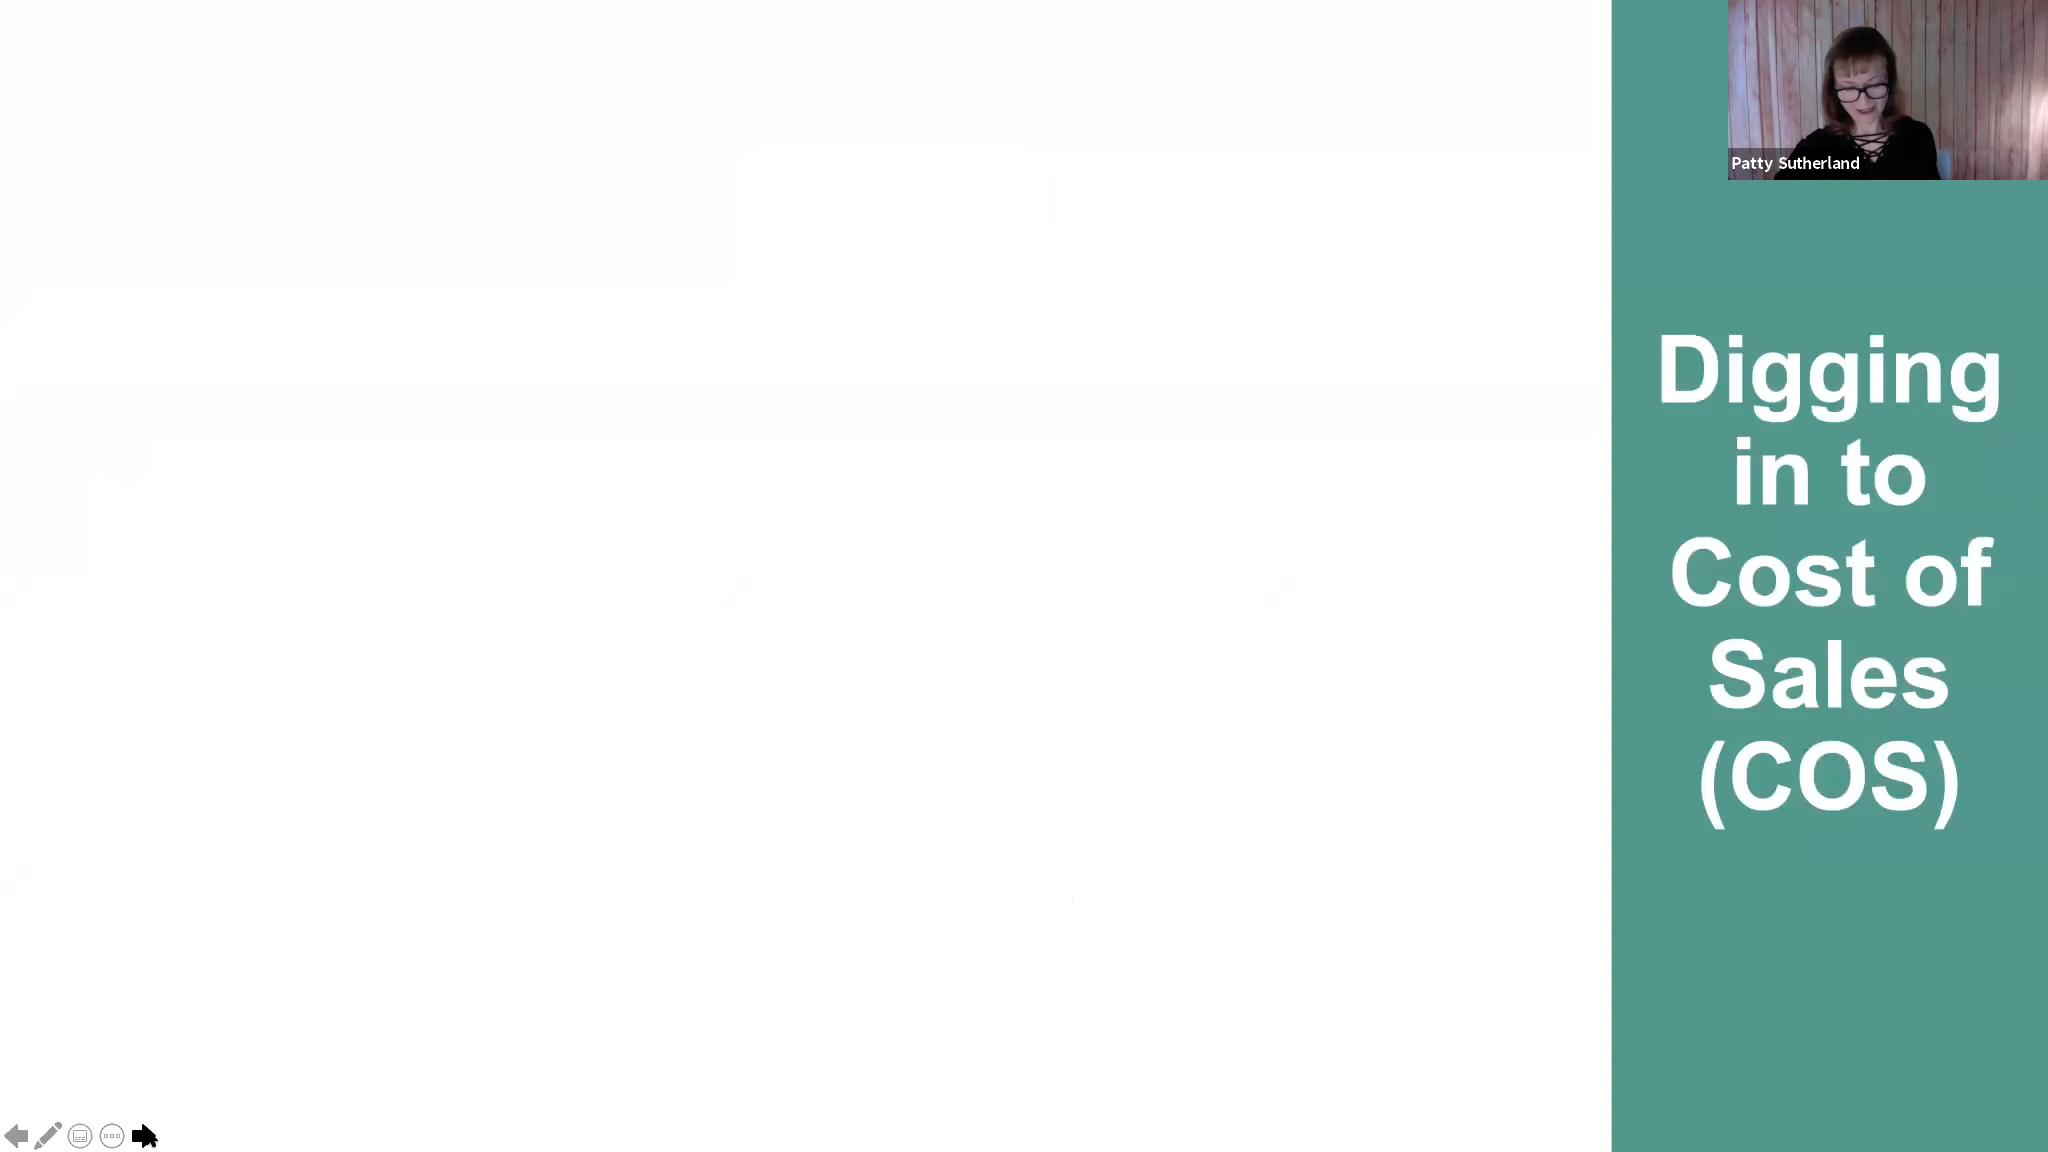 Patty Sutherland
Digging
in to
Cost of
Sales
(COS)